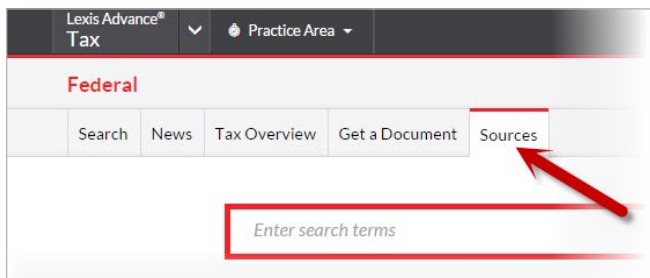 Lexis Advance®
Tax
Practice Area
Federal
Search News Tax Overview Get a Document Sources
Enter search terms